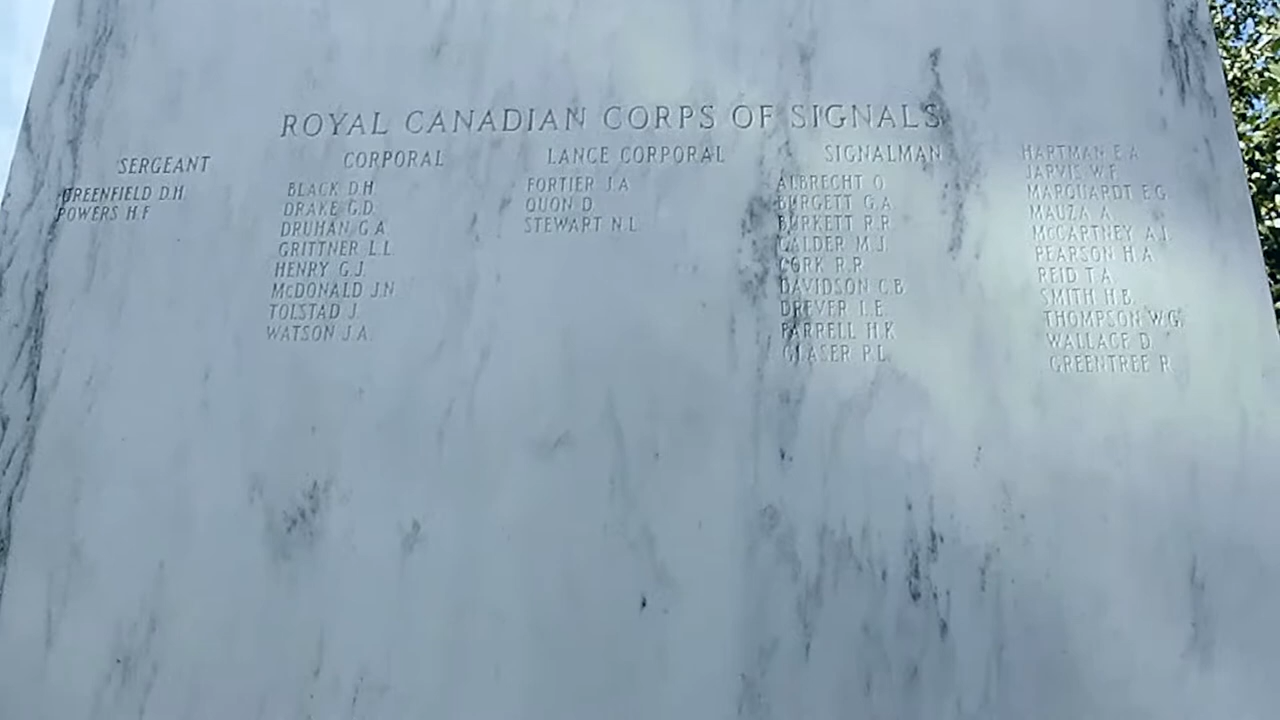 ROYAL CANADIAN CORPS OF SIGNALS
SERGEANT
GREENFIELD D.H.
POWERS H.F
CORPORAL
BLACK D.H.
DRAKE G.D.
DRUHAN G.A.
GRITTNER L.L.
HENRY G.J.
McDONALD J.N
TOLSTAD J.
WATSON J.A.
LANCE CORPORAL
FORTIER J.A
QUON D.
STEWART N.L.
SIGNALMAN
ALBRECHT O.
BURGETT G.A.
BURKETT R.R.
CALDER M.J.
CORK R.R.
DAVIDSON C.B.
DREVER I.E.
FARRELL H.K
GLASER P.L.
HARTMAN E.A
JARVIS W.F.
MARQUARDT E.G.
MAUZA A.
McCARTNEY A.J.
PEARSON H.A
REID T.A.
SMITH H.B.
THOMPSON W.G.
WALLACE D.
GREENTREE R.